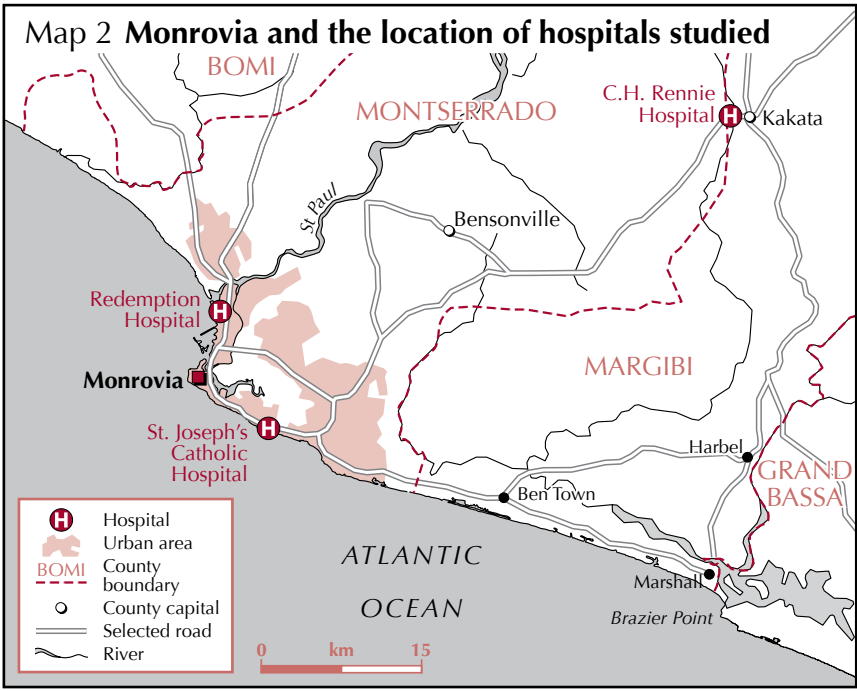 Map 2 Monrovia and the location of hospitals studied
BOMI
MONTSERRADO
C.H. Rennie
Hospital
H
Kakata
St Paul
Bensonville
Redemption
Hospital
H
Monrovia
MARGIBI
St. Joseph's
Catholic
Hospital
H
Harbel
GRAND
BASSA
Ben Town
ATLANTIC
OCEAN
Marshall
Brazier Point
H Hospital
Urban area
BOMI County
boundary
County capital
Selected road
River
0 km 15